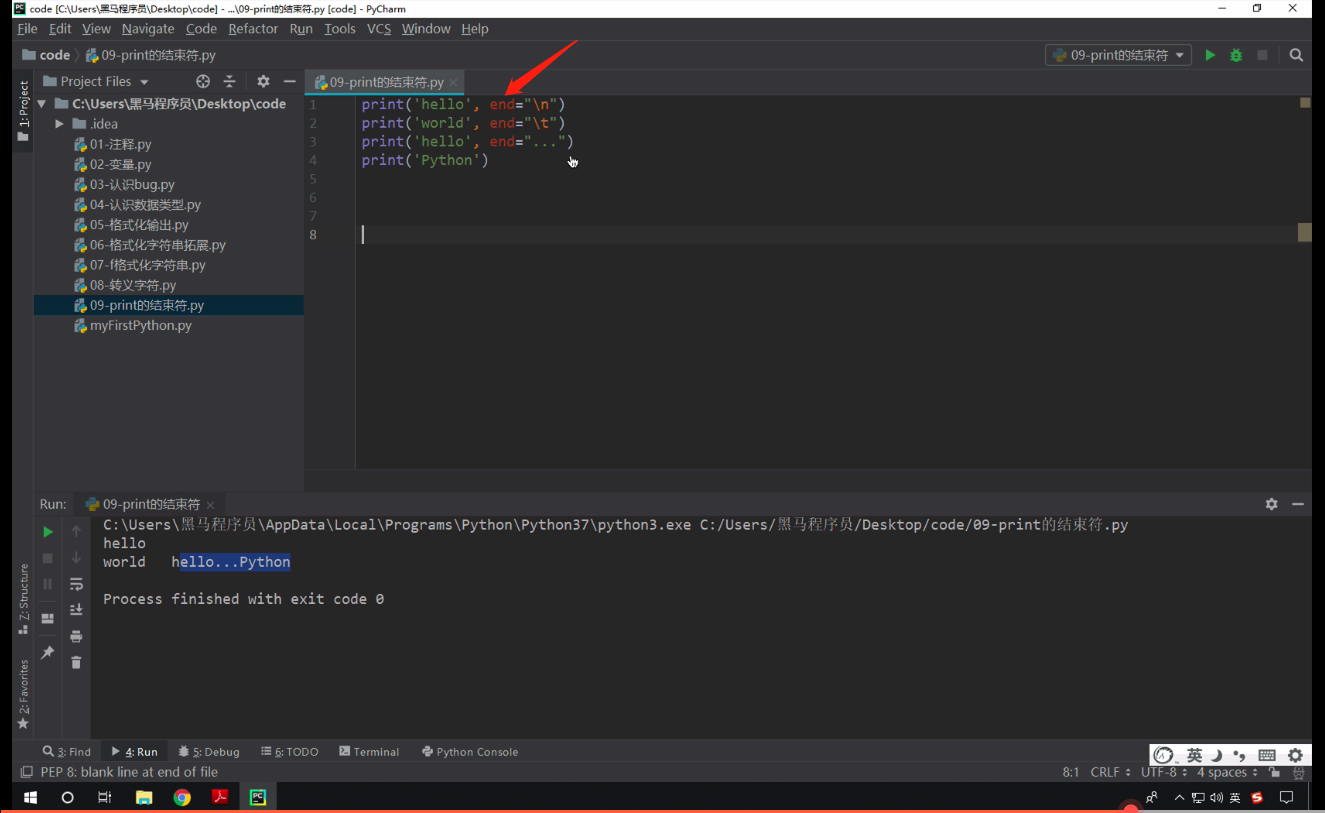 code [C:\Users\黑马程序员\Desktop\code] - ...\09-print的结束符.py [code] - PyCharm
File Edit View Navigate Code Refactor Run Tools VCS Window Help
code 09-print的结束符.py
09-print的结束符
Project Files
09-print的结束符.py
1: Project
C:\Users\黑马程序员\Desktop\code
.idea
01-注释.py
02-变量.py
03-认识bug.py
04-认识数据类型.py
05-格式化输出.py
06-格式化字符串拓展.py
07-f格式化字符串.py
08-转义字符.py
09-print的结束符.py
myFirstPython.py
1 print('hello', end="\n")
2 print('world', end="\t")
3 print('hello', end="...")
4 print('Python')
5
6
7
8
Run: 09-print的结束符
C:\Users\黑马程序员\AppData\Local\Programs\Python\Python37\python3.exe C:/Users/黑马程序员/Desktop/code/09-print的结束符.py
hello
world hello...Python
Process finished with exit code 0
Z: Structure
2: Favorites
3: Find 4: Run 5: Debug 6: TODO Terminal Python Console
英
PEP 8: blank line at end of file
8:1 CRLF UTF-8 4 spaces
PC
英
S